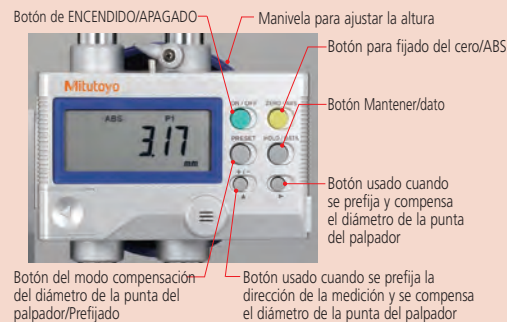 Botón de ENCENDIDO/APAGADO
Manivela para ajustar la altura
Botón para fijado del cero/ABS
Mitutoyo
ON / OFF
ZERO / ABS
Botón Mantener/dato
ABS
P1
3.17
mm
PRESET
HOLD / DATA
+ / -
Botón usado cuando
se prefija y compensa
el diámetro de la punta
del palpador
Botón del modo compensación
del diámetro de la punta del
palpador/Prefijado
Botón usado cuando se prefija la
dirección de la medición y se compensa
el diámetro de la punta del palpador